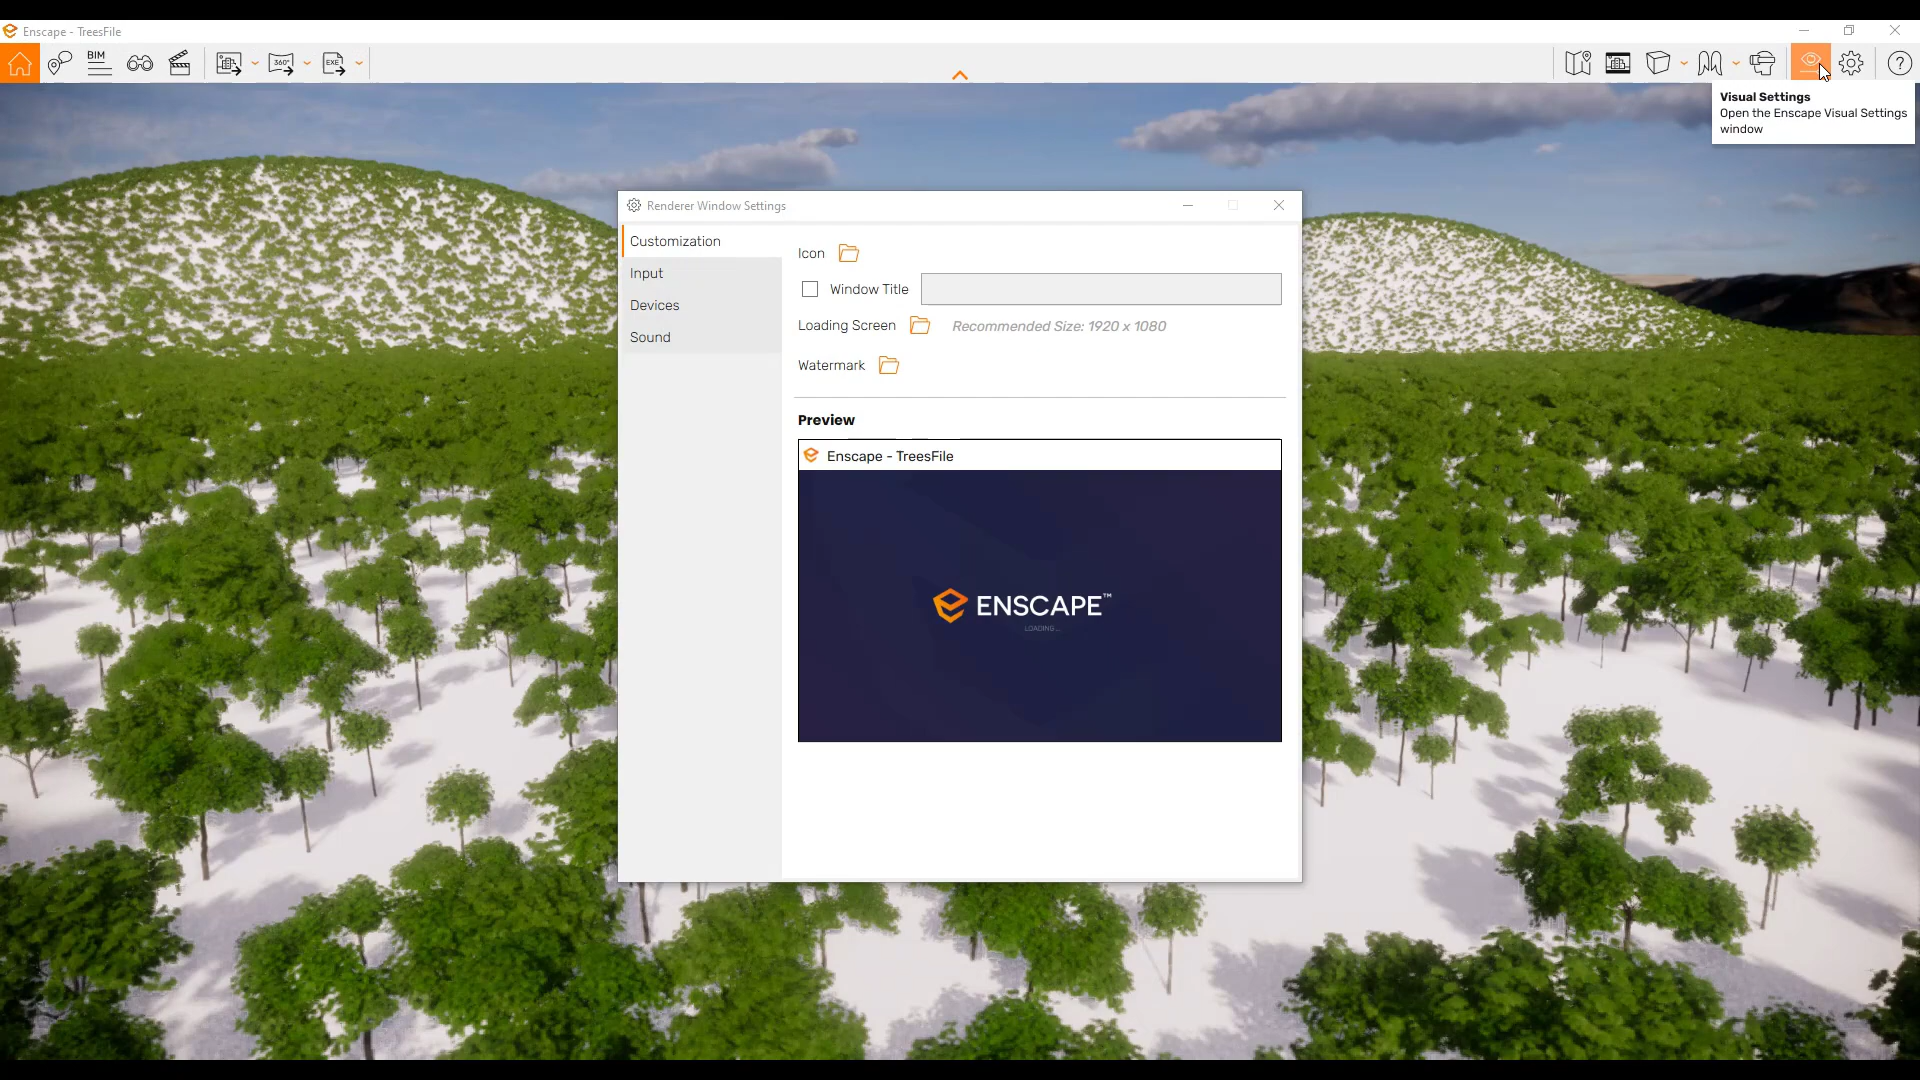 Enscape - TreesFile
BIM
360°
EXE
Visual Settings
Open the Enscape Visual Settings
window
Renderer Window Settings
Customization
Input
Devices
Sound
Icon
Window Title
Loading Screen
Recommended Size: 1920 x 1080
Watermark
Preview
Enscape - TreesFile
ENSCAPE™
LOADING ...